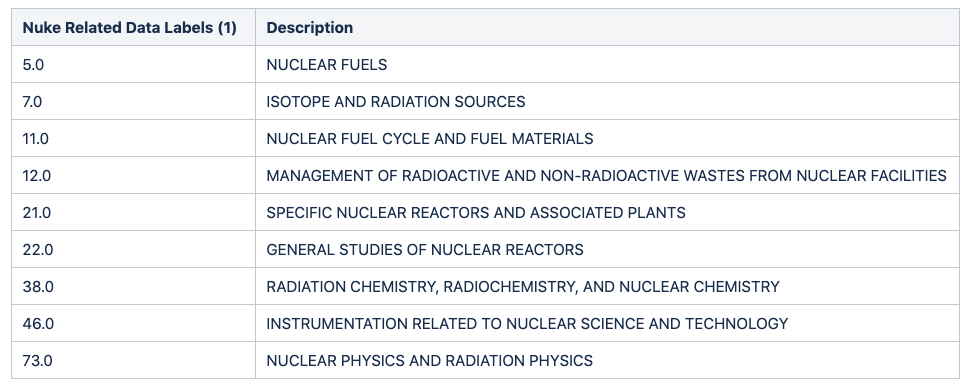 Nuke Related Data Labels (1) Description
5.0 NUCLEAR FUELS
7.0 ISOTOPE AND RADIATION SOURCES
11.0 NUCLEAR FUEL CYCLE AND FUEL MATERIALS
12.0 MANAGEMENT OF RADIOACTIVE AND NON-RADIOACTIVE WASTES FROM NUCLEAR FACILITIES
21.0 SPECIFIC NUCLEAR REACTORS AND ASSOCIATED PLANTS
22.0 GENERAL STUDIES OF NUCLEAR REACTORS
38.0 RADIATION CHEMISTRY, RADIOCHEMISTRY, AND NUCLEAR CHEMISTRY
46.0 INSTRUMENTATION RELATED TO NUCLEAR SCIENCE AND TECHNOLOGY
73.0 NUCLEAR PHYSICS AND RADIATION PHYSICS